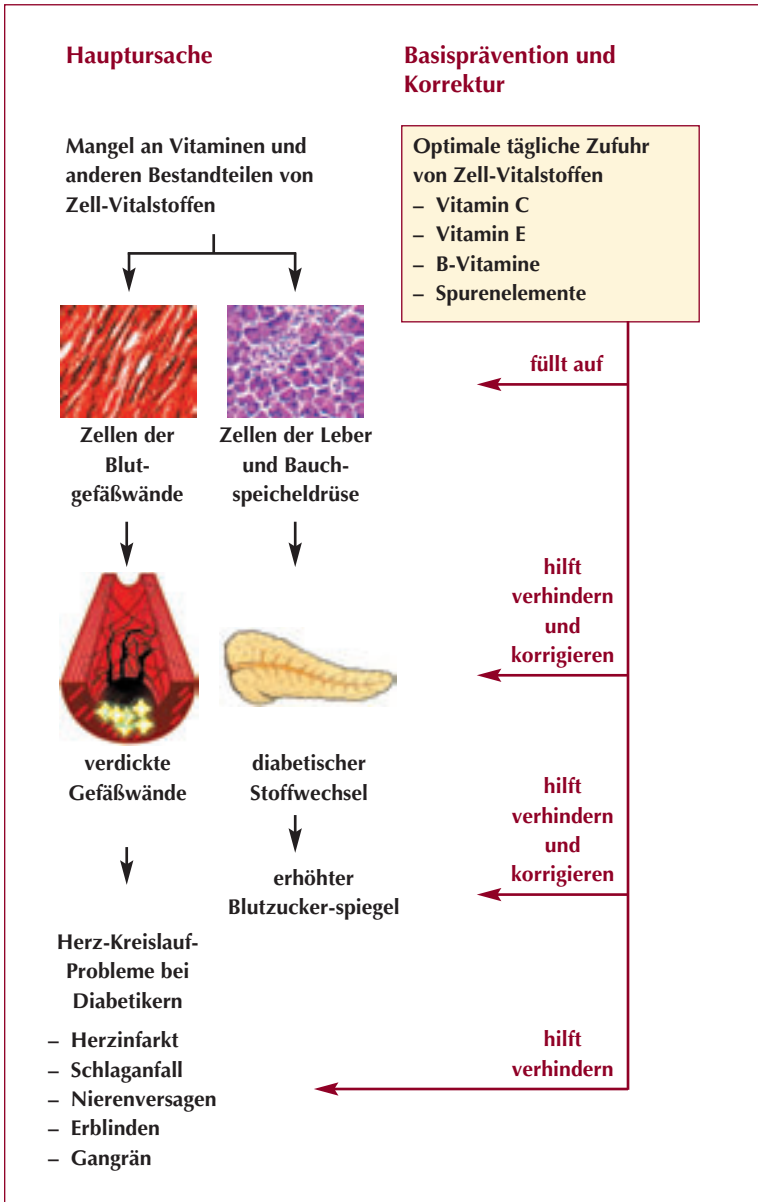 Hauptursache
Basisprävention und
Korrektur
Mangel an Vitaminen und
anderen Bestandteilen von
Zell-Vitalstoffen
Optimale tägliche Zufuhr
von Zell-Vitalstoffen
– Vitamin C
– Vitamin E
– B-Vitamine
– Spurenelemente
füllt auf
Zellen der
Blut-
gefäßwände
Zellen der Leber
und Bauch-
speicheldrüse
hilft
verhindern
und
korrigieren
verdickte
Gefäßwände
diabetischer
Stoffwechsel
hilft
verhindern
und
korrigieren
erhöhter
Blutzucker-spiegel
Herz-Kreislauf-
Probleme bei
Diabetikern
– Herzinfarkt
– Schlaganfall
– Nierenversagen
– Erblinden
– Gangrän
hilft
verhindern